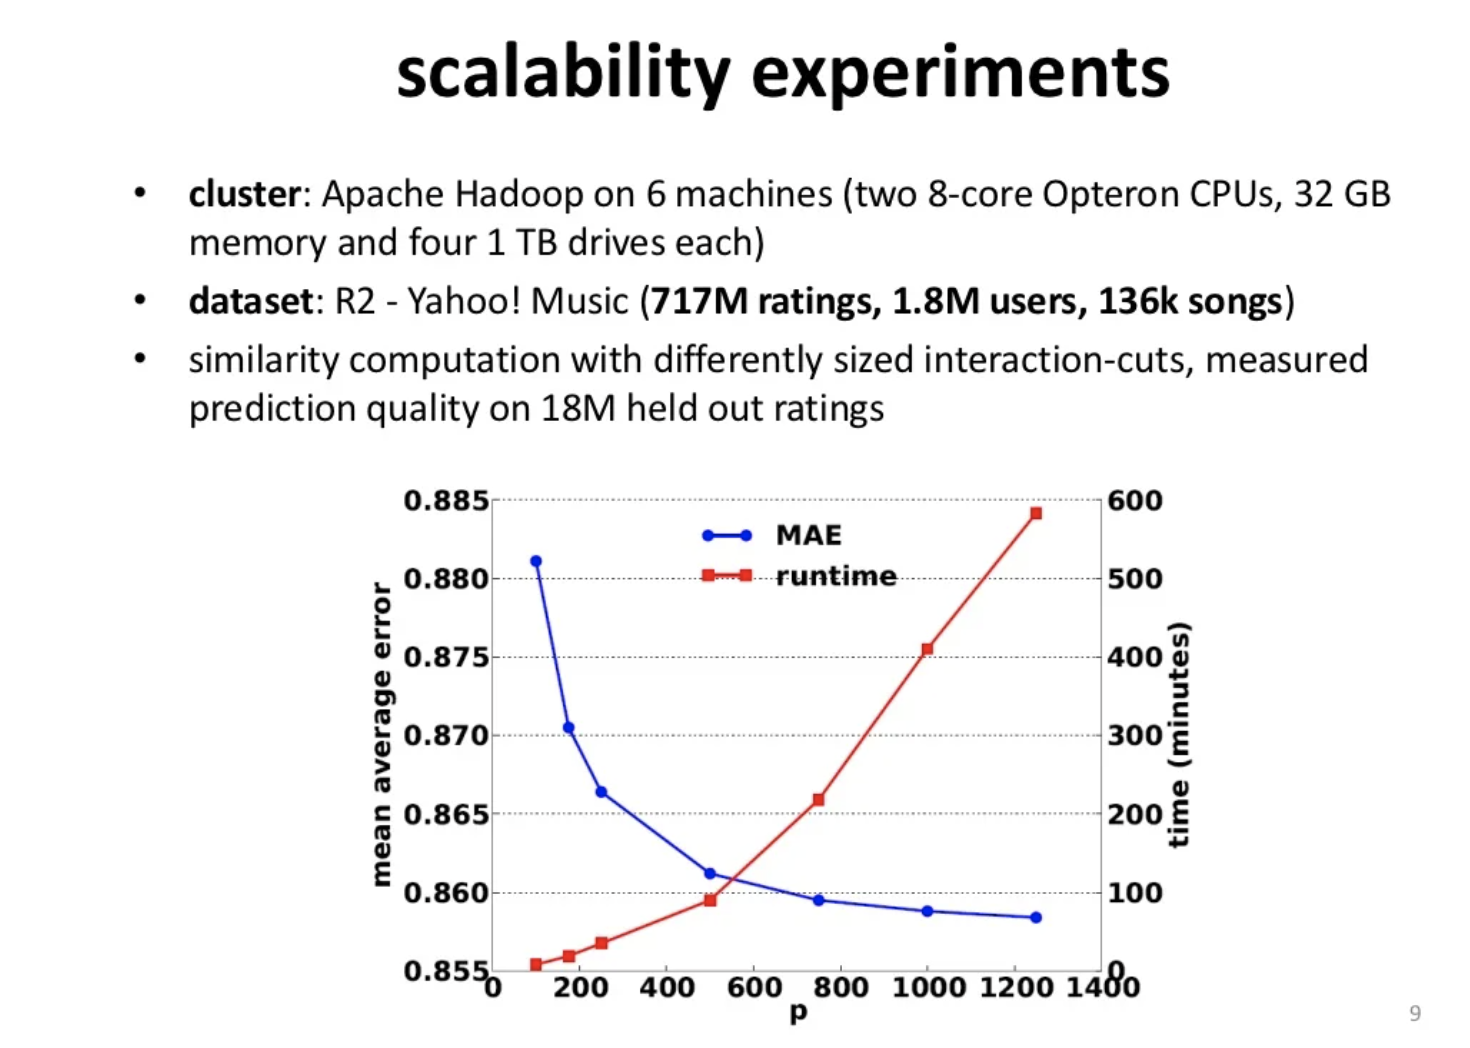 scalability experiments
• cluster: Apache Hadoop on 6 machines (two 8-core Opteron CPUs, 32 GB
memory and four 1 TB drives each)
• dataset: R2 - Yahoo! Music (717M ratings, 1.8M users, 136k songs)
• similarity computation with differently sized interaction-cuts, measured
prediction quality on 18M held out ratings
mean average error
0.885
0.880
0.875
0.870
0.865
0.860
0.855
MAE
runtime
600
500
400
300
200
100
0
time (minutes)
0 200 400 600 800 1000 1200 1400
p
9